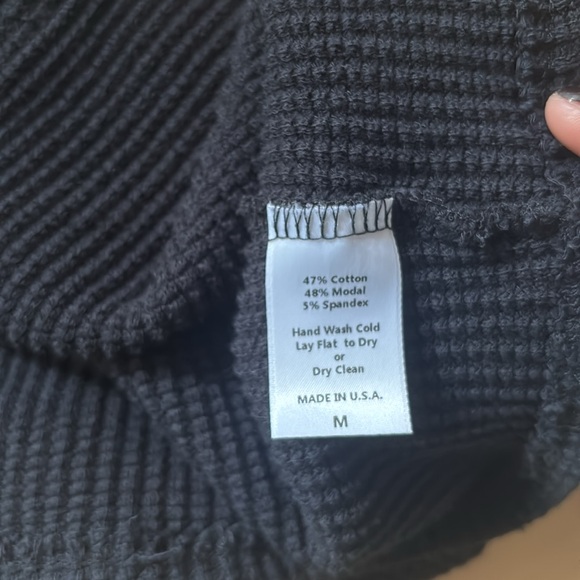 47% Cotton
48% Modal
5% Spandex
Hand Wash Cold
Lay Flat to Dry
or
Dry Clean
MADE IN U.S.A.
M